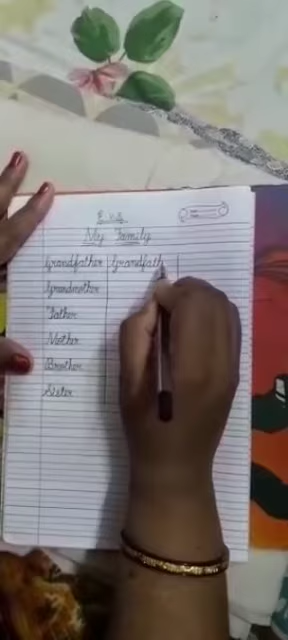 My Family
Grandfather Grandfath
Grandmother
Father
Mother
Brother
Sister